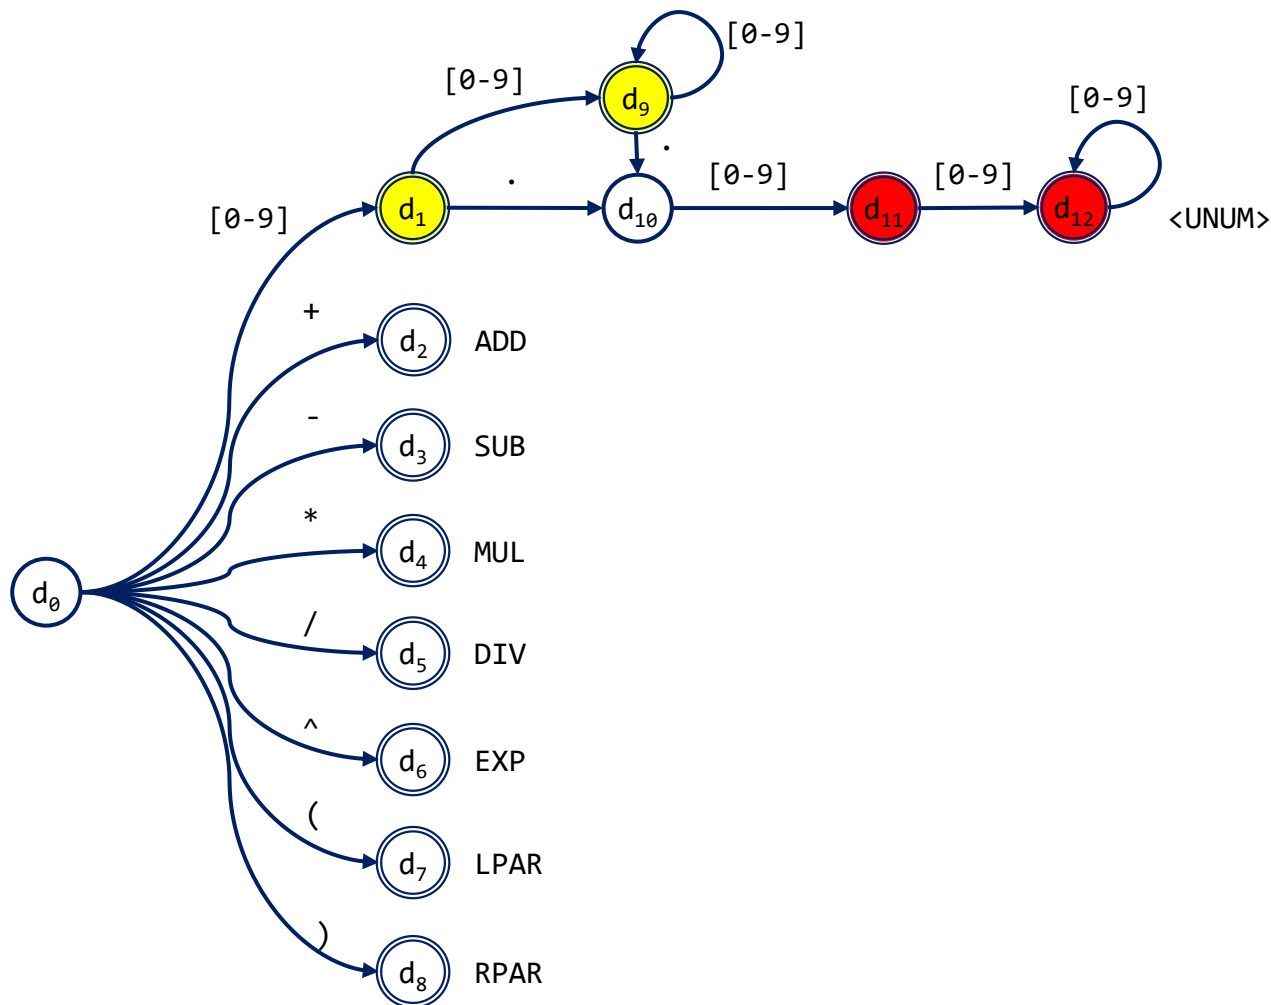 [0-9]
d9
[0-9]
[0-9]
.
.
[0-9]
[0-9]
[0-9]
d1
d10
d11
d12
<UNUM>
+
d2 ADD
-
d3 SUB
*
d4 MUL
d0
/
d5 DIV
^
d6 EXP
(
d7 LPAR
)
d8 RPAR